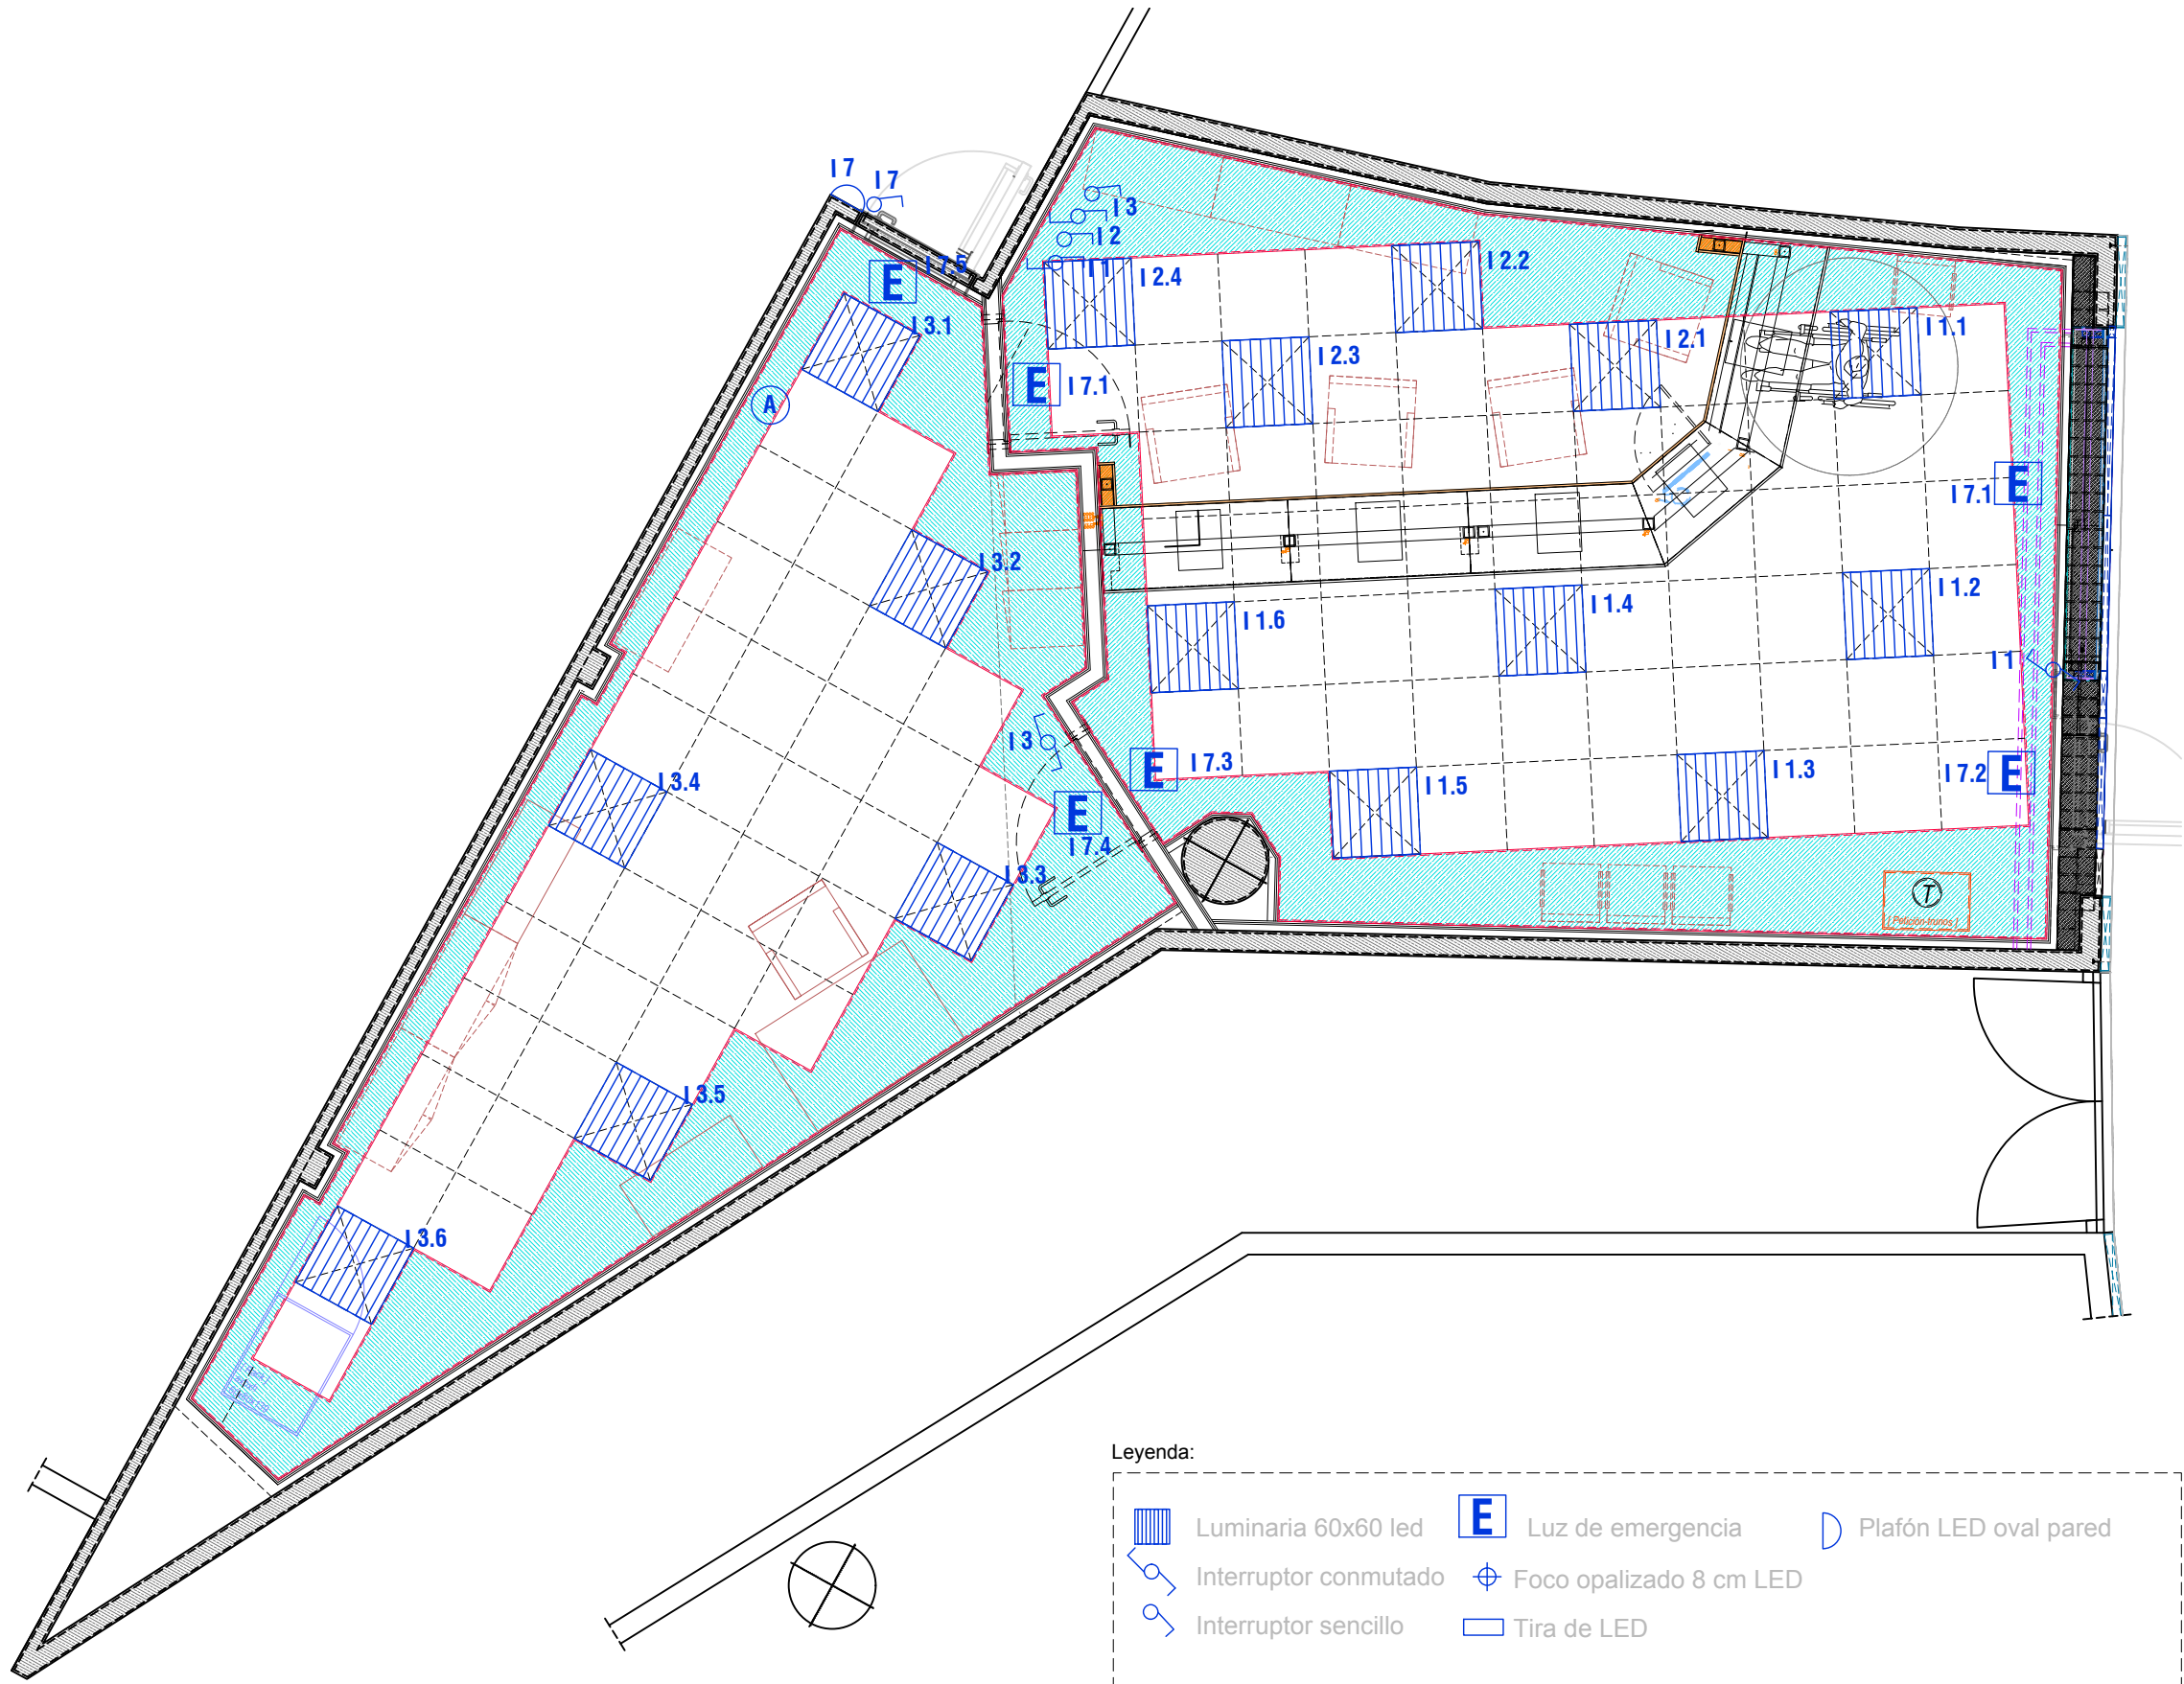 I 7
I 7
I 3
I 2
I 1
I 7.5
E
I 2.4
I 2.2
I 3.1
I 2.3
I 2.1
I 1.1
E
I 7.1
A
I 7.1
E
I 3.2
I 1.6
I 1.4
I 1.2
I 1
I 3
I 3.4
E
I 7.3
I 1.5
I 1.3
I 7.2
E
E
I 7.4
I 3.3
T
[ Petición-turnos ]
I 3.5
I 3.6
Leyenda:
Luminaria 60x60 led
E
Luz de emergencia
Plafón LED oval pared
Interruptor conmutado
Foco opalizado 8 cm LED
Interruptor sencillo
Tira de LED